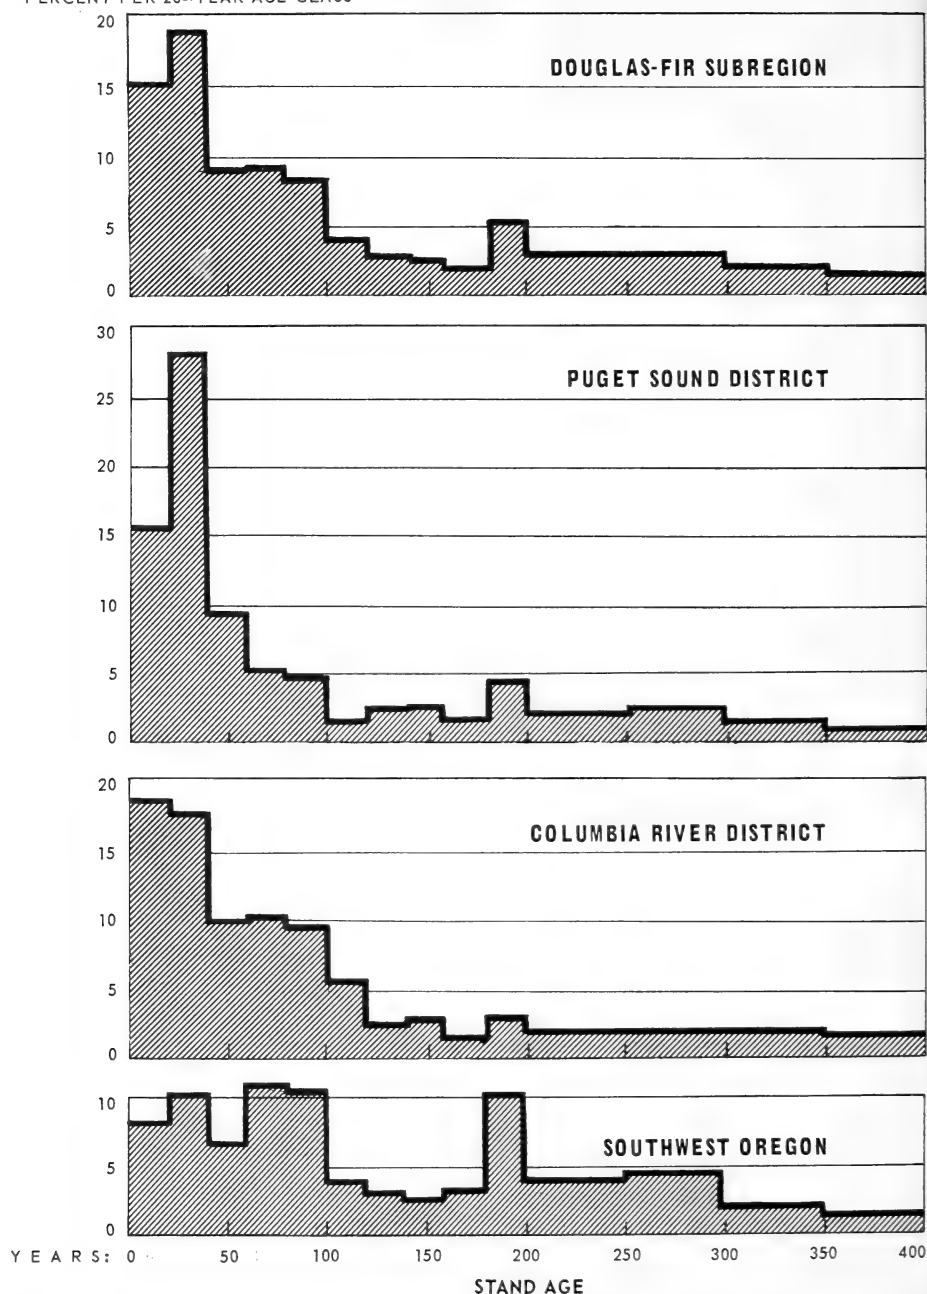 PERCENT PER 20-YEAR AGE CLASS
20
DOUGLAS-FIR SUBREGION
15
10
5
0
30
PUGET SOUND DISTRICT
25
20
15
10
5
0
20
COLUMBIA RIVER DISTRICT
15
10
5
0
10
SOUTHWEST OREGON
5
0
YEARS: 0 50 100 150 200 250 300 350 400
STAND AGE